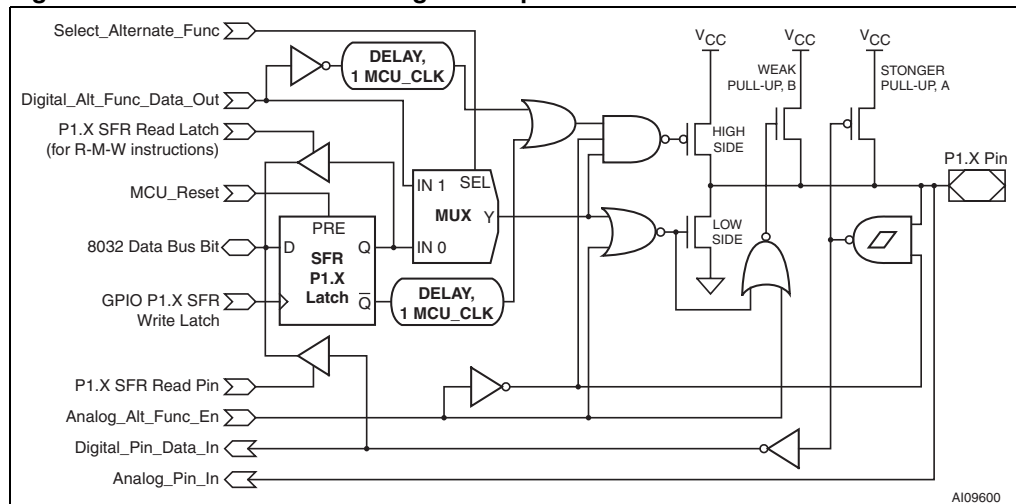 Select_Alternate_Func
DELAY,
1 MCU_CLK
Digital_Alt_Func_Data_Out
P1.X SFR Read Latch
(for R-M-W instructions)
MCU_Reset
8032 Data Bus Bit
GPIO P1.X SFR
Write Latch
P1.X SFR Read Pin
Analog_Alt_Func_En
Digital_Pin_Data_In
Analog_Pin_In
PRE
D
Q
SFR
P1.X
Latch
Q
DELAY,
1 MCU_CLK
IN 1
SEL
MUX
Y
IN 0
VCC
HIGH
SIDE
LOW
SIDE
VCC
WEAK
PULL-UP, B
VCC
STONGER
PULL-UP, A
P1.X Pin
AI09600